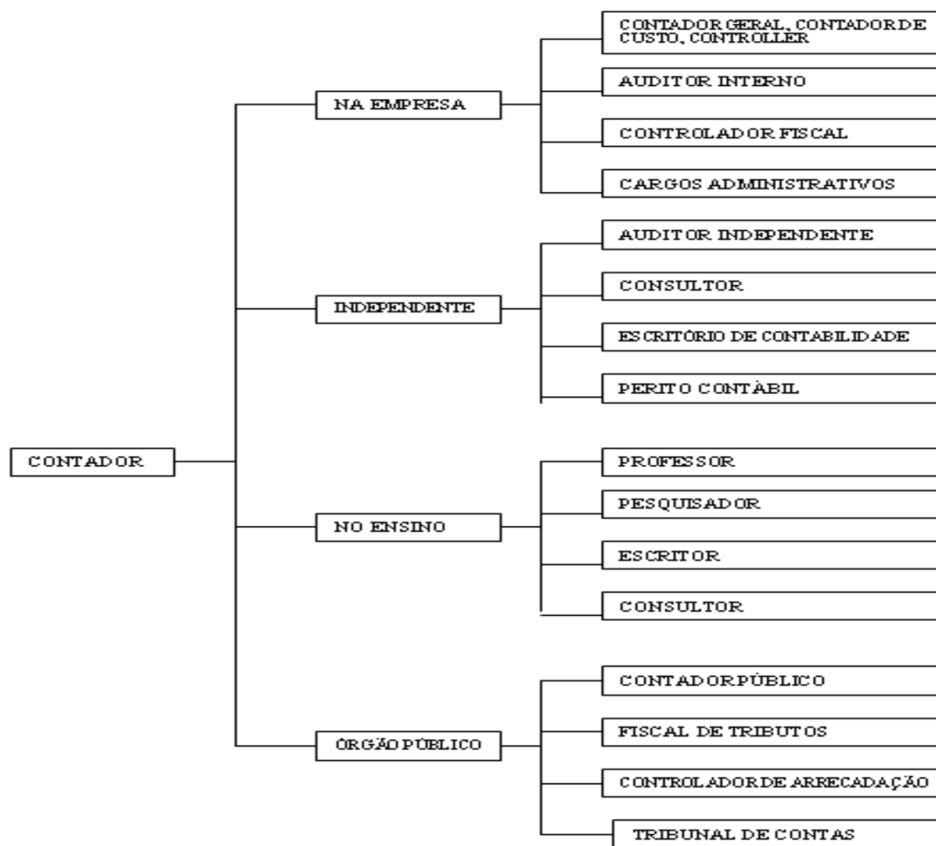 CONTADOR GERAL, CONTADOR DE
CUSTO, CONTROLLER
AUDITOR INTERNO
NA EMPRESA
CONTROLADOR FISCAL
CARGOS ADMINISTRATIVOS
AUDITOR INDEPENDENTE
CONSULTOR
INDEPENDENTE
ESCRITÓRIO DE CONTABILIDADE
PERITO CONTÁBIL
CONTADOR
PROFESSOR
PESQUISADOR
NO ENSINO
ESCRITOR
CONSULTOR
CONTADOR PÚBLICO
FISCAL DE TRIBUTOS
ÓRGÃO PÚBLICO
CONTROLADOR DE ARRECADAÇÃO
TRIBUNAL DE CONTAS